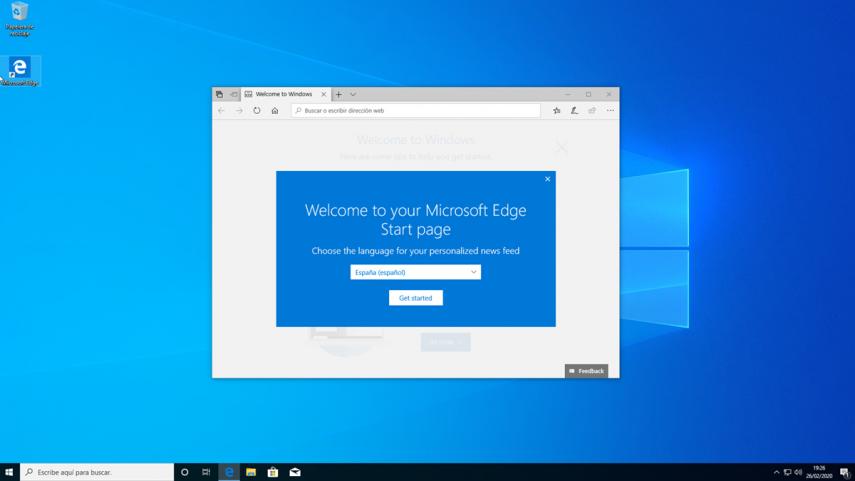 Papelera de
reciclaje
Microsoft Edge
Welcome to Windows
Buscar o escribir dirección web
Welcome to Windows
Here are some tips to help you get started.
Welcome to your Microsoft Edge
Start page
Choose the language for your personalized news feed
España (español)
Get started
Feedback
Escribe aquí para buscar.
19:26
26/02/2020